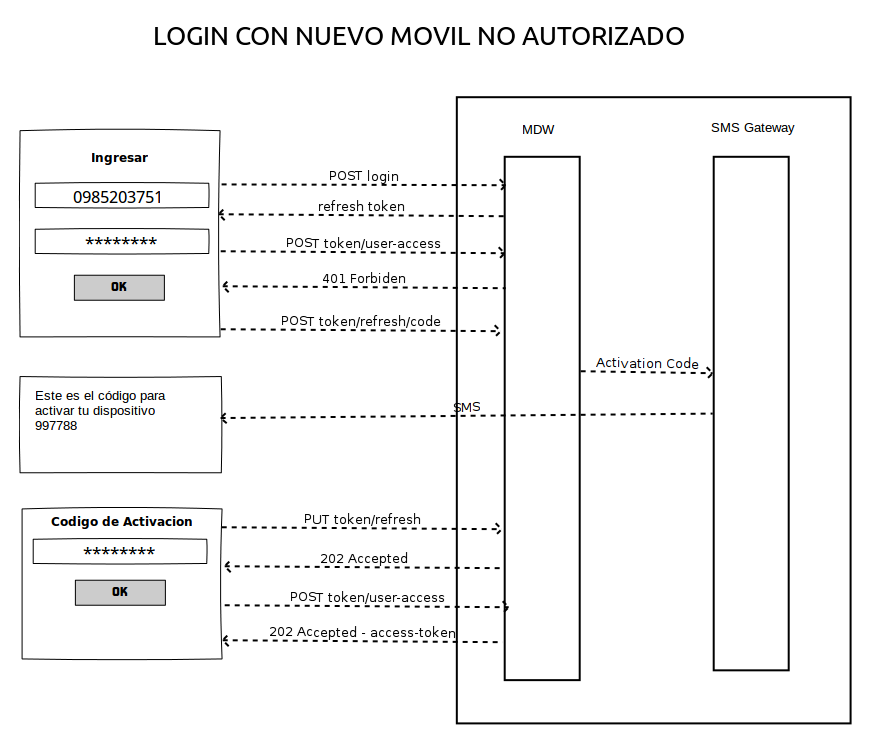 LOGIN CON NUEVO MOVIL NO AUTORIZADO
MDW
SMS Gateway
Ingresar
0985203751
********
OK
POST login
refresh token
POST token/user-access
401 Forbiden
POST token/refresh/code
Activation Code
SMS
Este es el código para
activar tu dispositivo
997788
Codigo de Activacion
********
OK
PUT token/refresh
202 Accepted
POST token/user-access
202 Accepted - access-token